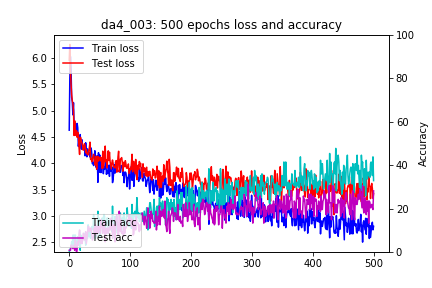 da4_003: 500 epochs loss and accuracy
Train loss
Test loss
Train acc
Test acc
Loss
Accuracy
6.0
5.5
5.0
4.5
4.0
3.5
3.0
2.5
100
80
60
40
20
0
0 100 200 300 400 500